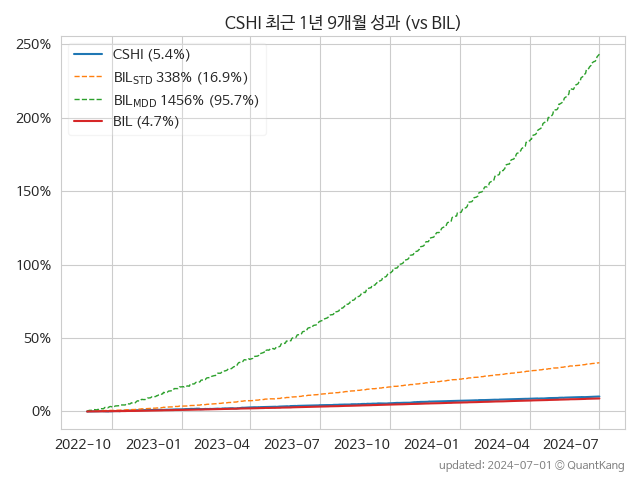 CSHI 최근 1년 9개월 성과 (vs BIL)
250%
200%
150%
100%
50%
0%
CSHI (5.4%)
BIL_STD 338% (16.9%)
BIL_MDD 1456% (95.7%)
BIL (4.7%)
2022-10 2023-01 2023-04 2023-07 2023-10 2024-01 2024-04 2024-07
updated: 2024-07-01 © QuantKang